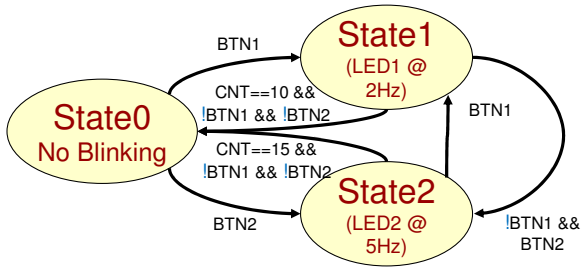 BTN1
State1
(LED1 @
2Hz)
CNT==10 &&
!BTN1 && !BTN2
State0
No Blinking
BTN1
CNT==15 &&
!BTN1 && !BTN2
State2
(LED2 @
5Hz)
BTN2
!BTN1 &&
BTN2